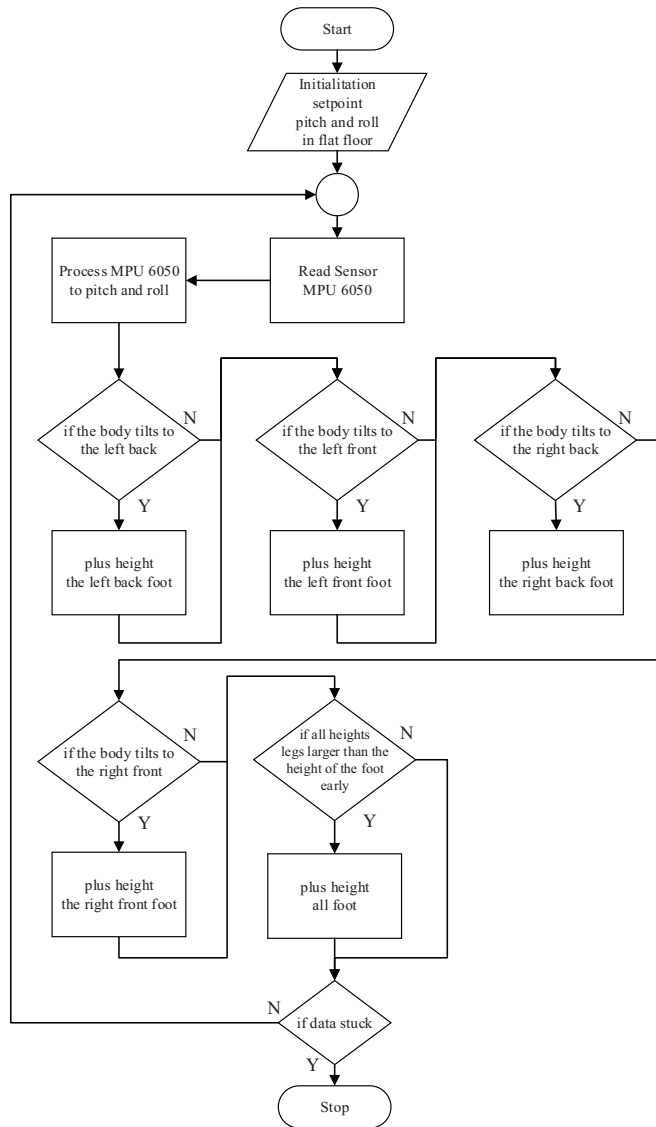 Start
Initialitation
setpoint
pitch and roll
in flat floor
Process MPU 6050
to pitch and roll
Read Sensor
MPU 6050
if the body tilts to
the left back
N
Y
plus height
the left back foot
if the body tilts to
the left front
N
Y
plus height
the left front foot
if the body tilts to
the right back
N
Y
plus height
the right back foot
if the body tilts to
the right front
N
Y
plus height
the right front foot
if all heights
legs larger than the
height of the foot
early
N
Y
plus height
all foot
if data stuck
N
Y
Stop